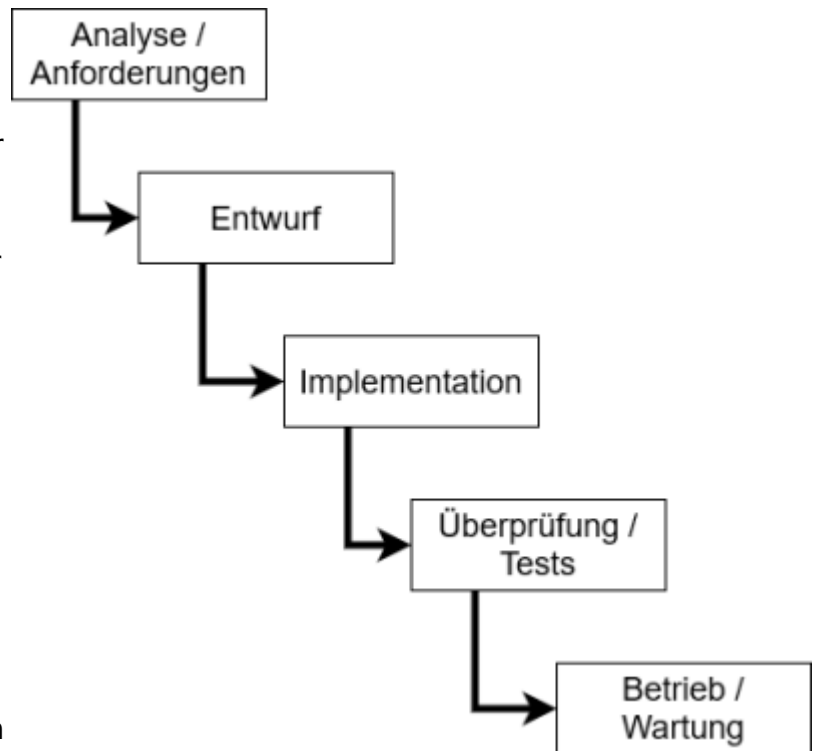 Analyse /
Anforderungen
Entwurf
Implementation
Überprüfung /
Tests
Betrieb /
Wartung